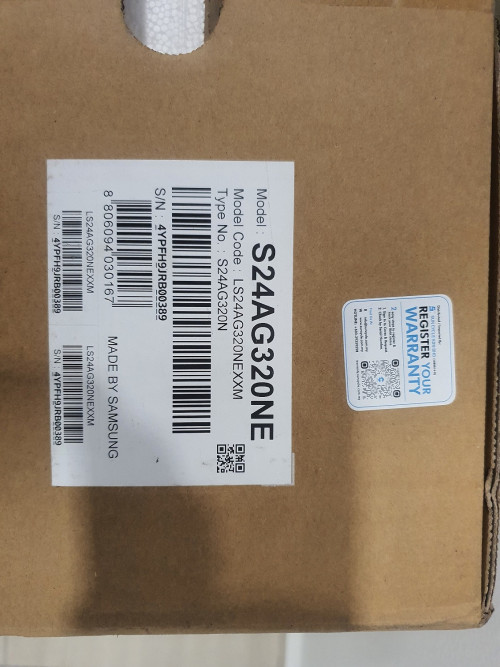 Model : S24AG320NE
Model Code : LS24AG320NEXXM
Type No. : S24AG320N
S/N : 4YPFH9JRB00389
8 806094 030167
MADE BY SAMSUNG
LS24AG320NEXXM
S/N : 4YPFH9JRB00389
LS24AG320NEXXM
S/N : 4YPFH9JRB00389
REGISTER YOUR
WARRANTY